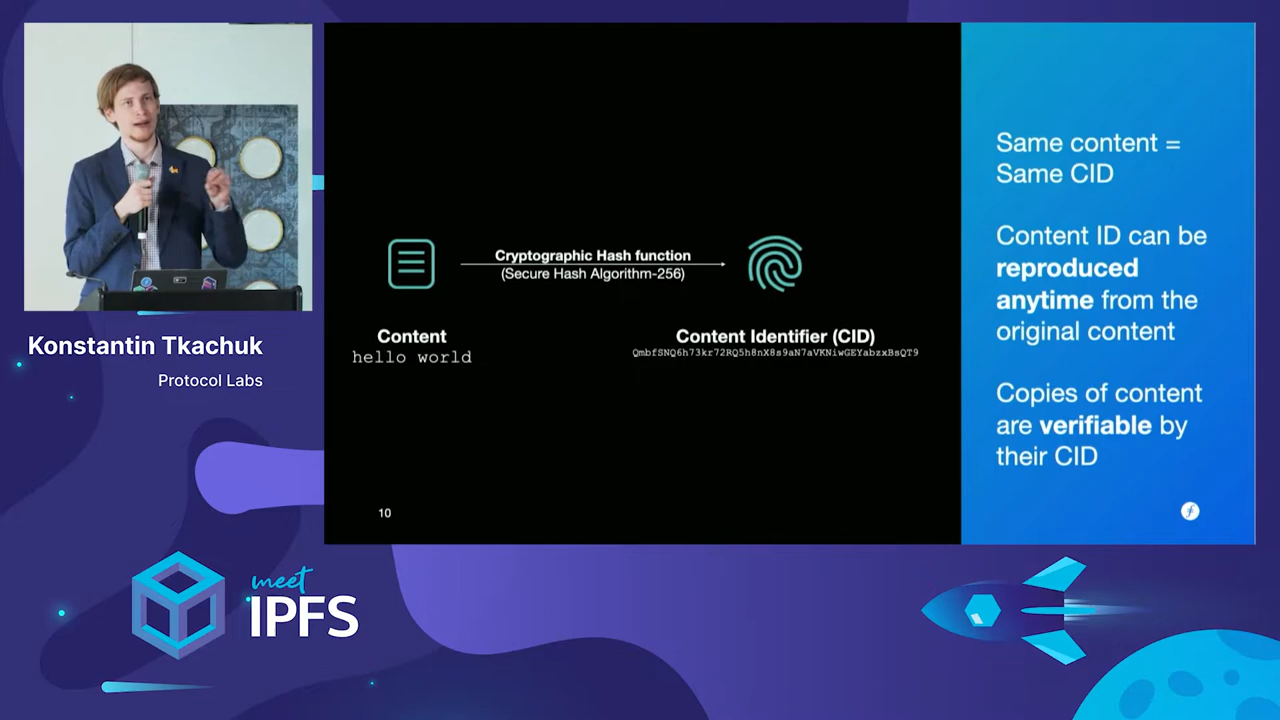 Konstantin Tkachuk
Protocol Labs
Cryptographic Hash function
(Secure Hash Algorithm-256)
Content
hello world
Content Identifier (CID)
QmbfSNQ6h73kr72RQ5h8nX8s9aN7aVKNiwGEYabzxBsQT9
10
Same content =
Same CID
Content ID can be
reproduced
anytime from the
original content
Copies of content
are verifiable by
their CID
meet
IPFS